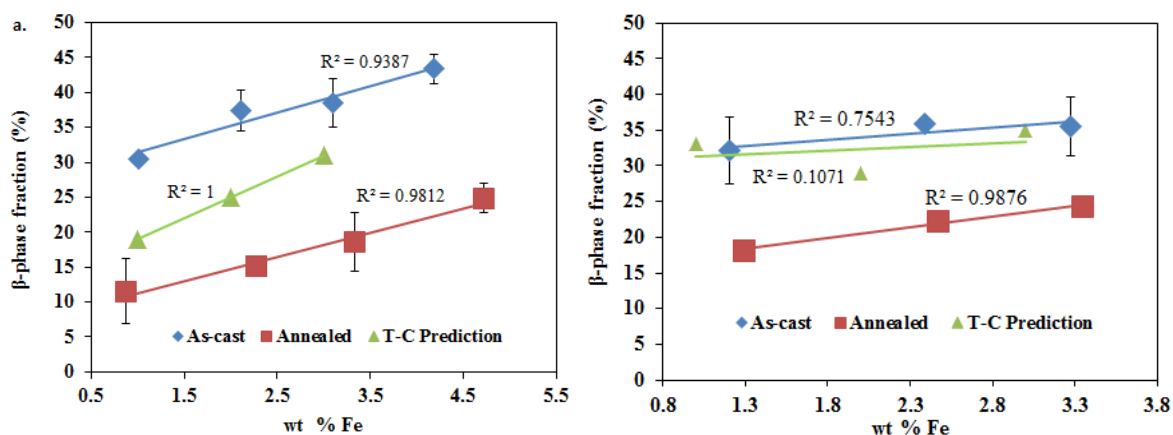 a.
β-phase fraction (%)
50
45
40
35
30
25
20
15
10
5
0
R² = 0.9387
R² = 1
R² = 0.9812
As-cast Annealed T-C Prediction
0.5 1.5 2.5 3.5 4.5 5.5
wt % Fe
β-phase fraction (%)
50
45
40
35
30
25
20
15
10
5
0
R² = 0.7543
R² = 0.1071
R² = 0.9876
As-cast Annealed T-C Prediction
0.8 1.3 1.8 2.3 2.8 3.3 3.8
wt % Fe